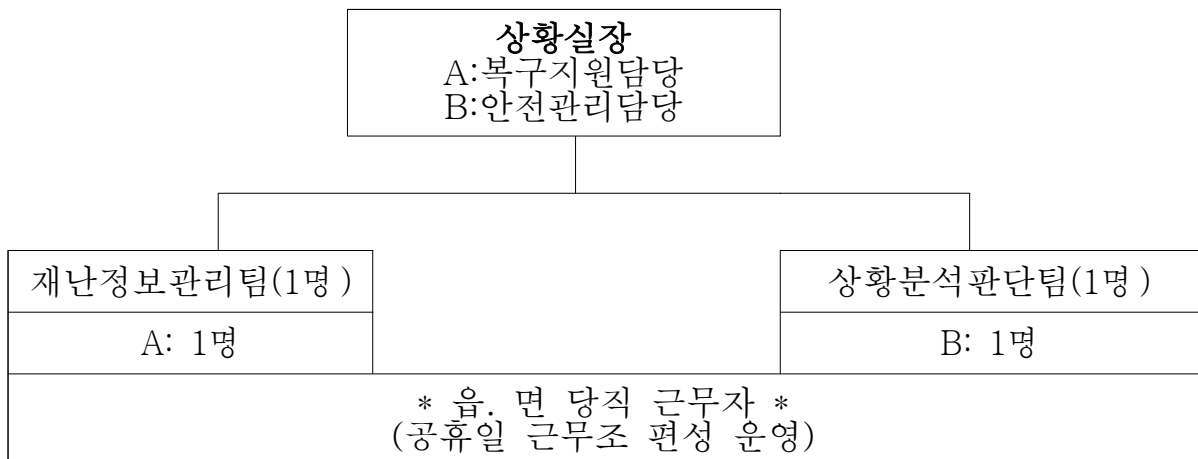 상황실장
A:복구지원담당
B:안전관리담당
재난정보관리팀(1명)
상황분석판단팀(1명)
A: 1명
B: 1명
* 읍. 면 당직 근무자 *
(공휴일 근무조 편성 운영)